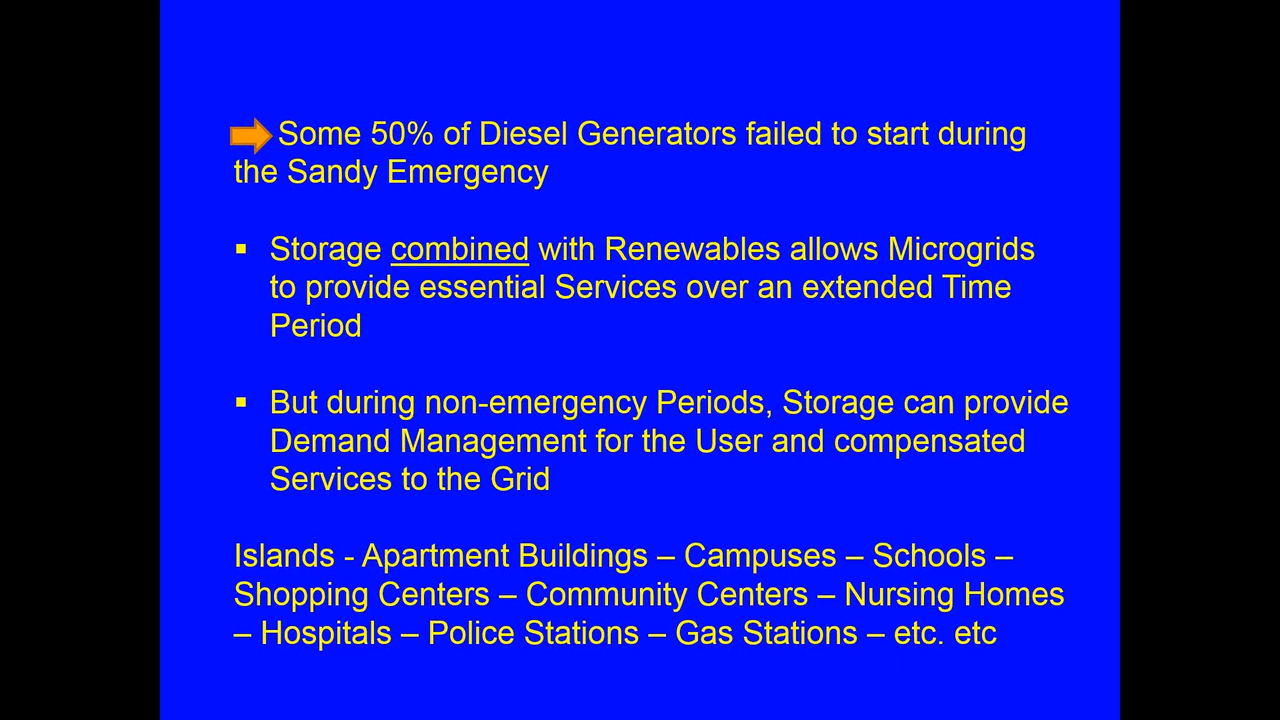 Some 50% of Diesel Generators failed to start during
the Sandy Emergency
▪ Storage combined with Renewables allows Microgrids
to provide essential Services over an extended Time
Period
▪ But during non-emergency Periods, Storage can provide
Demand Management for the User and compensated
Services to the Grid
Islands - Apartment Buildings – Campuses – Schools –
Shopping Centers – Community Centers – Nursing Homes
– Hospitals – Police Stations – Gas Stations – etc. etc